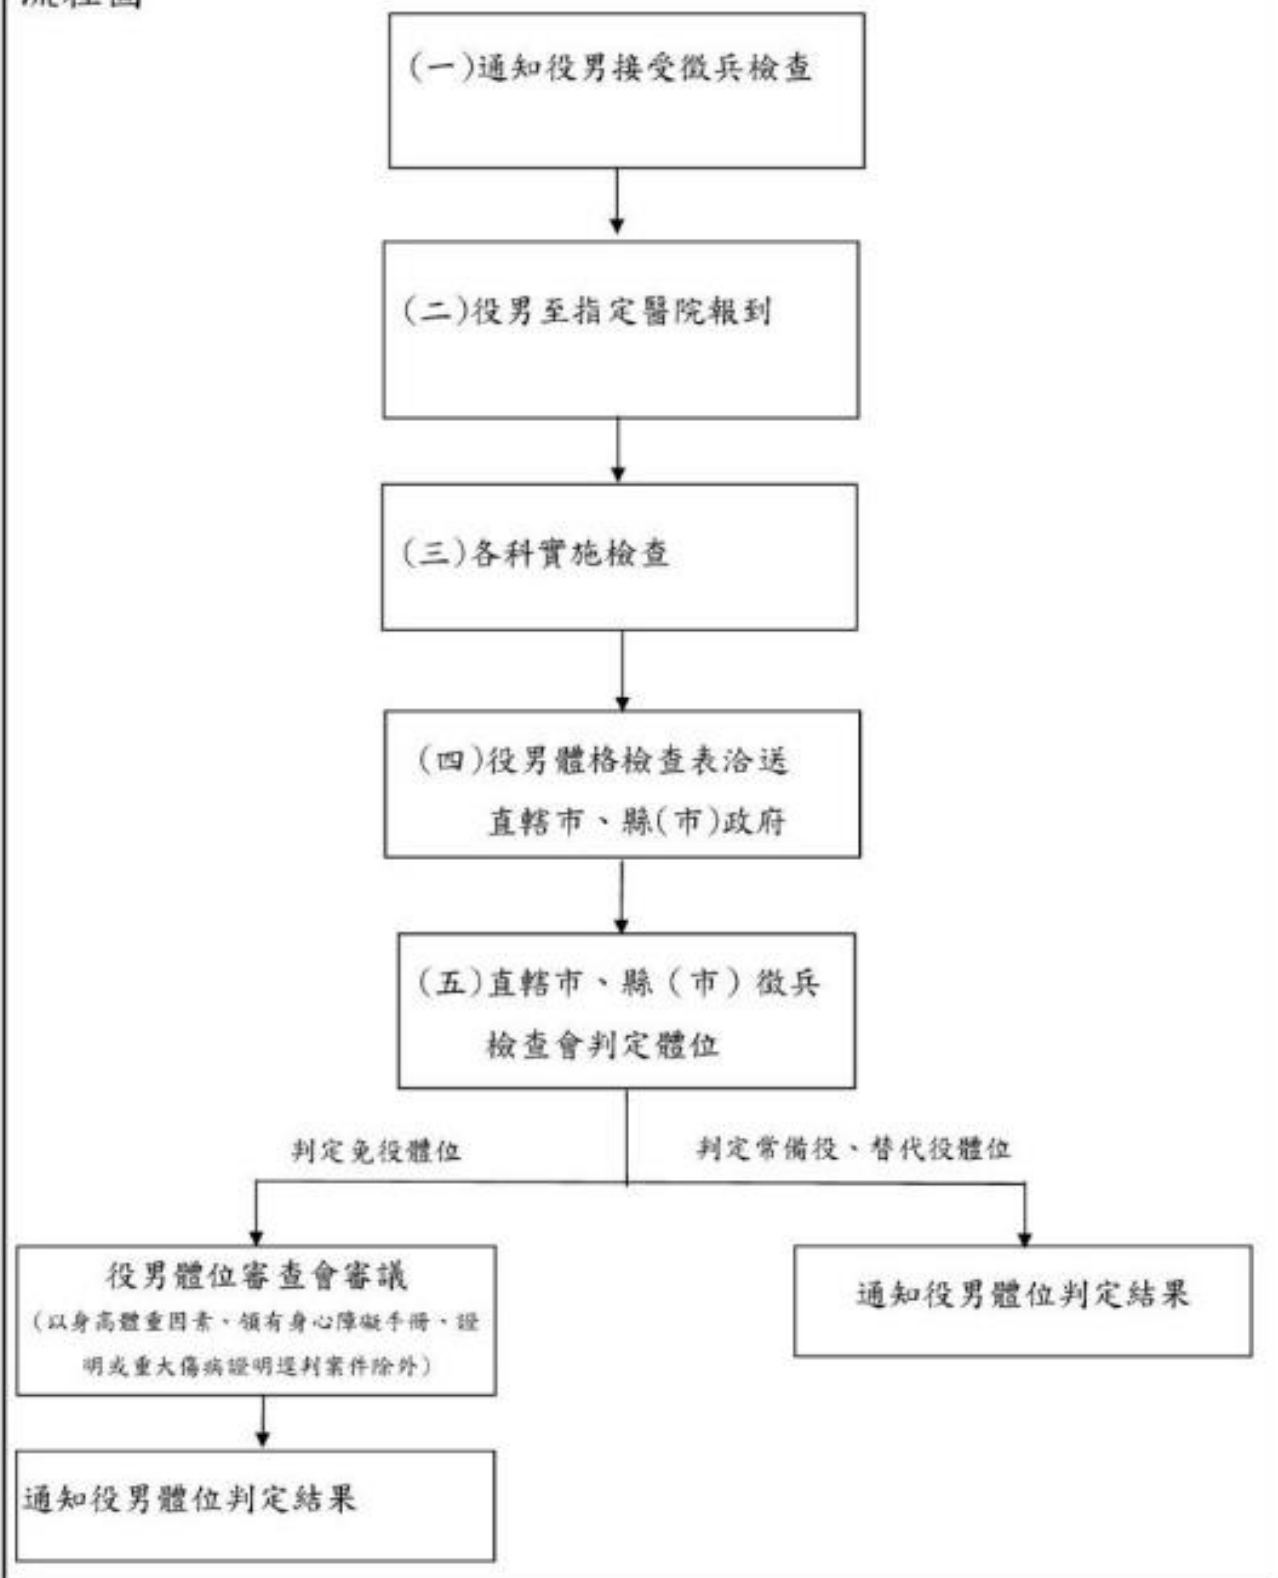 (一)通知役男接受徵兵檢查
(二)役男至指定醫院報到
(三)各科實施檢查
(四)役男體格檢查表洽送
直轄市、縣(市)政府
(五)直轄市、縣(市)徵兵
檢查會判定體位
判定免役體位
判定常備役、替代役體位
役男體位審查會審議
(以身高體重因素、領有身心障礙手冊、證
明或重大傷病證明逕判案件除外)
通知役男體位判定結果
通知役男體位判定結果